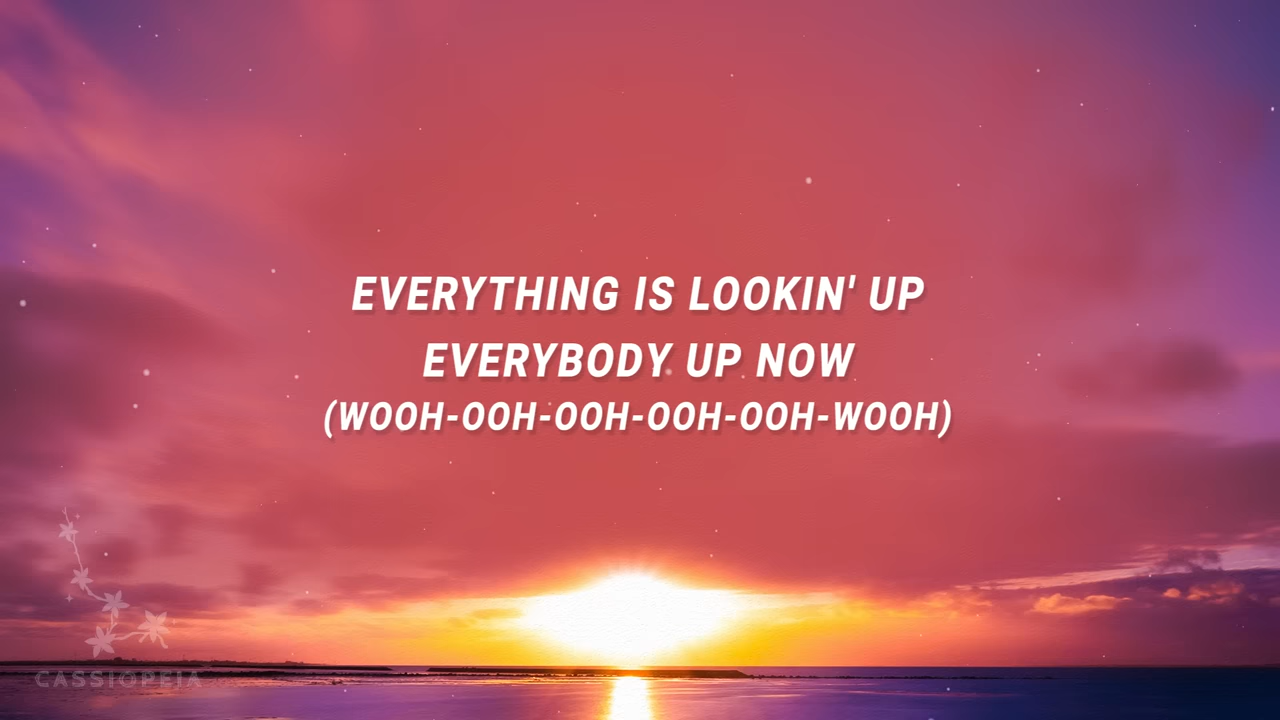 EVERYTHING IS LOOKIN' UP
EVERYBODY UP NOW
(WOOH-OOH-OOH-OOH-OOH-WOOH)
CASSIOPEIA